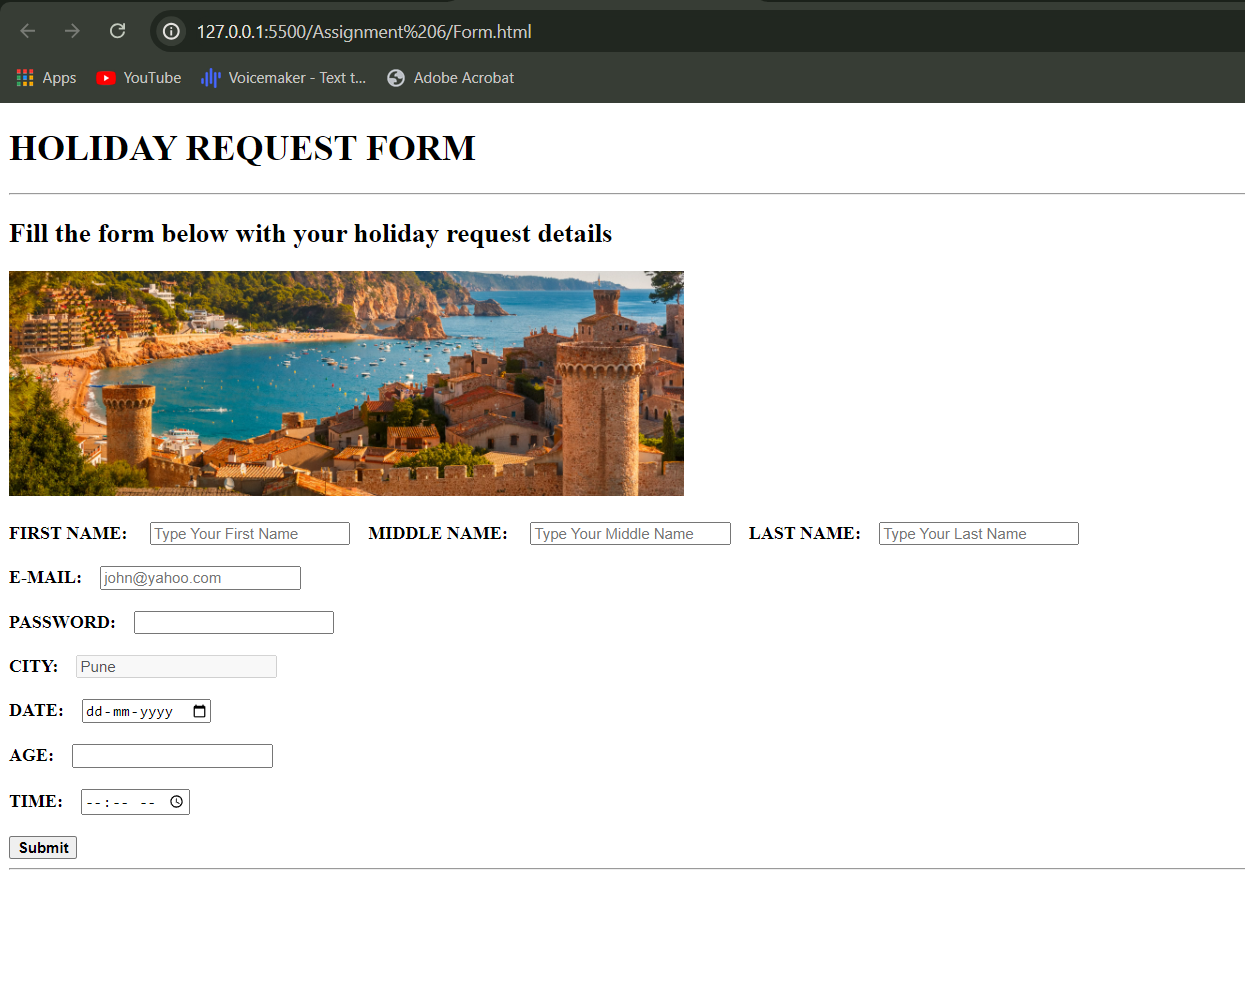 127.0.0.1:5500/Assignment%206/Form.html
Apps YouTube Voicemaker - Text t... Adobe Acrobat
HOLIDAY REQUEST FORM
Fill the form below with your holiday request details
FIRST NAME: Type Your First Name MIDDLE NAME: Type Your Middle Name LAST NAME: Type Your Last Name
E-MAIL: john@yahoo.com
PASSWORD:
CITY: Pune
DATE: dd-mm-yyyy
AGE:
TIME: --:-- --
Submit